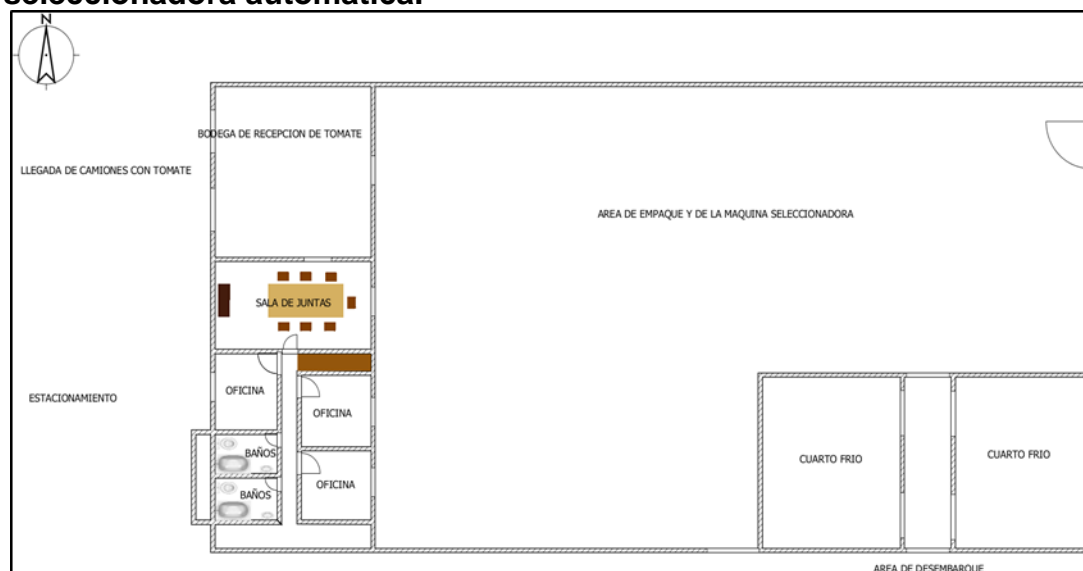 seleccionadora automática.
N
BODEGA DE RECEPCION DE TOMATE
LLEGADA DE CAMIONES CON TOMATE
AREA DE EMPAQUE Y DE LA MAQUINA SELECCIONADORA
SALA DE JUNTAS
OFICINA
ESTACIONAMIENTO
OFICINA
BAÑOS
CUARTO FRIO
CUARTO FRIO
OFICINA
BAÑOS
AREA DE DESEMBARQUE